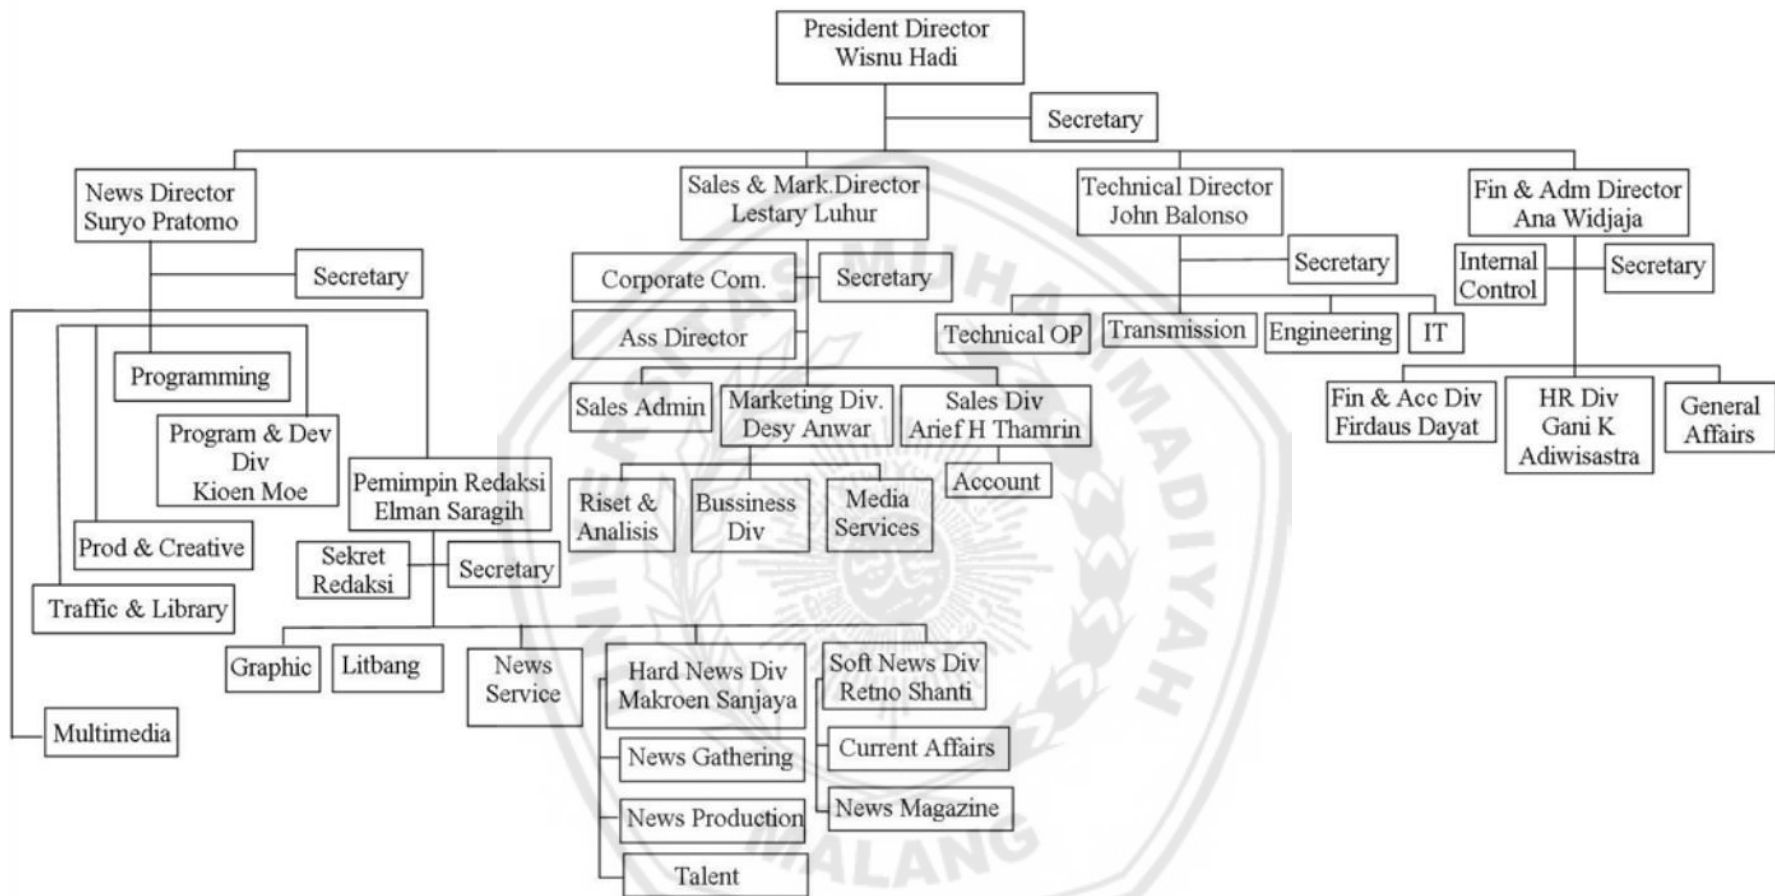 President Director
Wisnu Hadi
Secretary
News Director
Suryo Pratomo
Sales & Mark.Director
Lestary Luhur
Technical Director
John Balonso
Fin & Adm Director
Ana Widjaja
Secretary
Corporate Com.
Secretary
Secretary
Internal
Control
Secretary
Ass Director
Technical OP
Transmission
Engineering
IT
Programming
Sales Admin
Marketing Div.
Desy Anwar
Sales Div
Arief H Thamrin
Fin & Acc Div
Firdaus Dayat
HR Div
Gani K
Adiwisastra
General
Affairs
Program & Dev
Div
Kioen Moe
Pemimpin Redaksi
Elman Saragih
Riset &
Analisis
Bussiness
Div
Media
Services
Account
Prod & Creative
Sekret
Redaksi
Secretary
Traffic & Library
Graphic
Litbang
News
Service
Hard News Div
Makroen Sanjaya
Soft News Div
Retno Shanti
Multimedia
News Gathering
Current Affairs
News Production
News Magazine
Talent
UNIVERSITAS MUHAMMADIYAH
MALANG